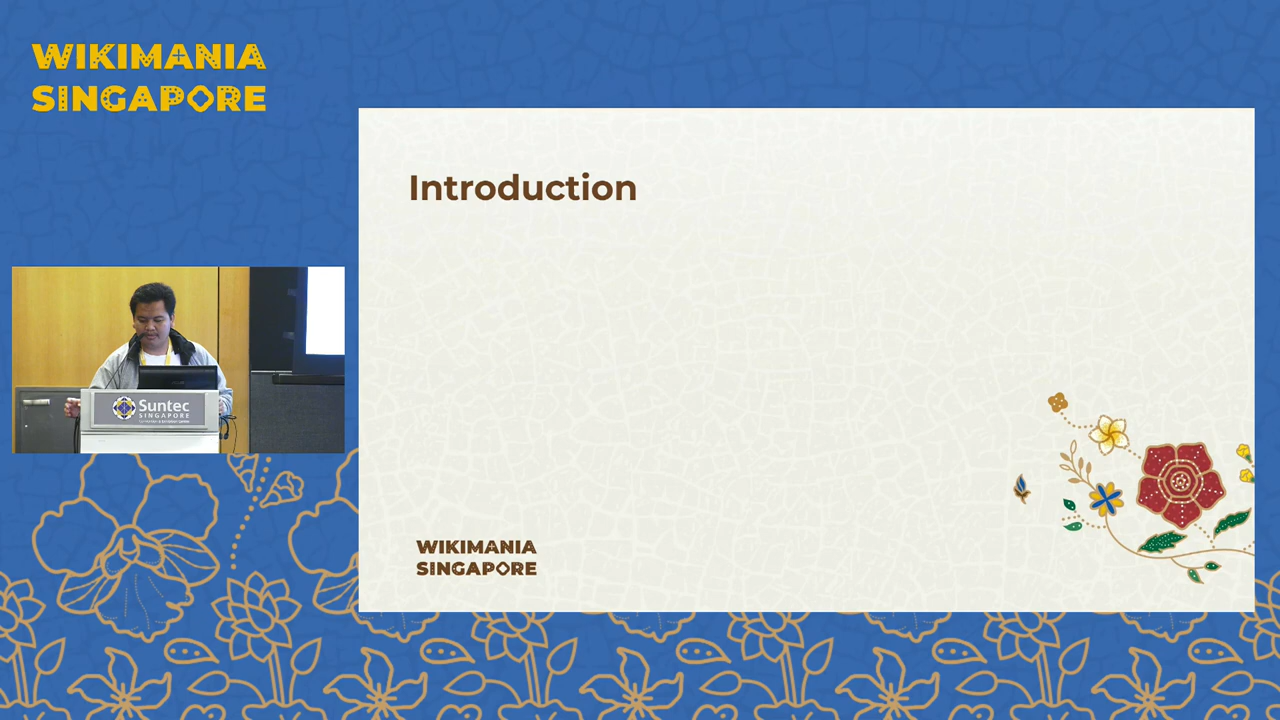 WIKIMANIA
SINGAPORE
Introduction
Suntec
SINGAPORE
WIKIMANIA
SINGAPORE